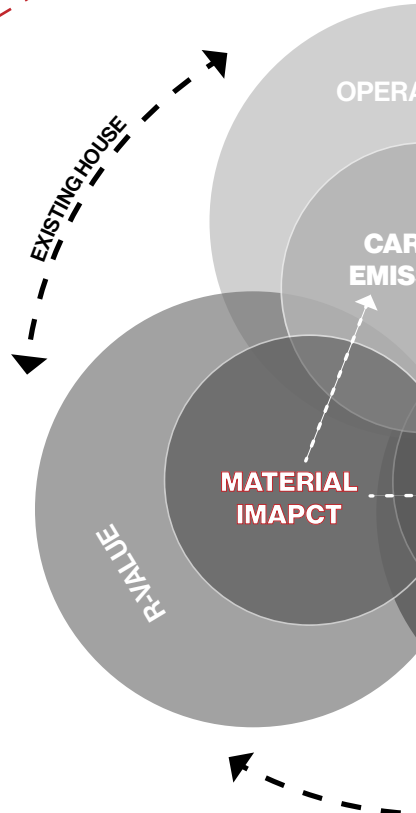 OPERA
EXISTING HOUSE
CAR
EMIS
MATERIAL
IMAPCT
R-VALUE